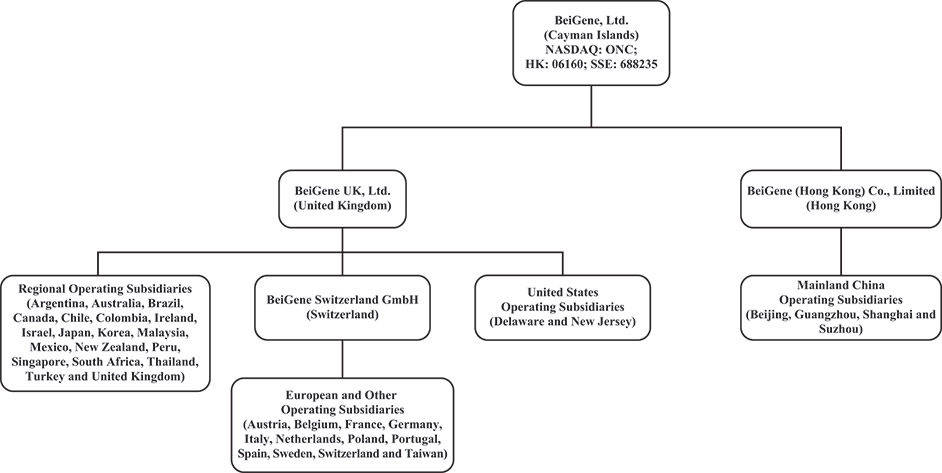 BeiGene, Ltd.
(Cayman Islands)
NASDAQ: ONC;
HK: 06160; SSE: 688235
BeiGene UK, Ltd.
(United Kingdom)
BeiGene (Hong Kong) Co., Limited
(Hong Kong)
Regional Operating Subsidiaries
(Argentina, Australia, Brazil,
Canada, Chile, Colombia, Ireland,
Israel, Japan, Korea, Malaysia,
Mexico, New Zealand, Peru,
Singapore, South Africa, Thailand,
Turkey and United Kingdom)
BeiGene Switzerland GmbH
(Switzerland)
United States
Operating Subsidiaries
(Delaware and New Jersey)
Mainland China
Operating Subsidiaries
(Beijing, Guangzhou, Shanghai and
Suzhou)
European and Other
Operating Subsidiaries
(Austria, Belgium, France, Germany,
Italy, Netherlands, Poland, Portugal,
Spain, Sweden, Switzerland and Taiwan)